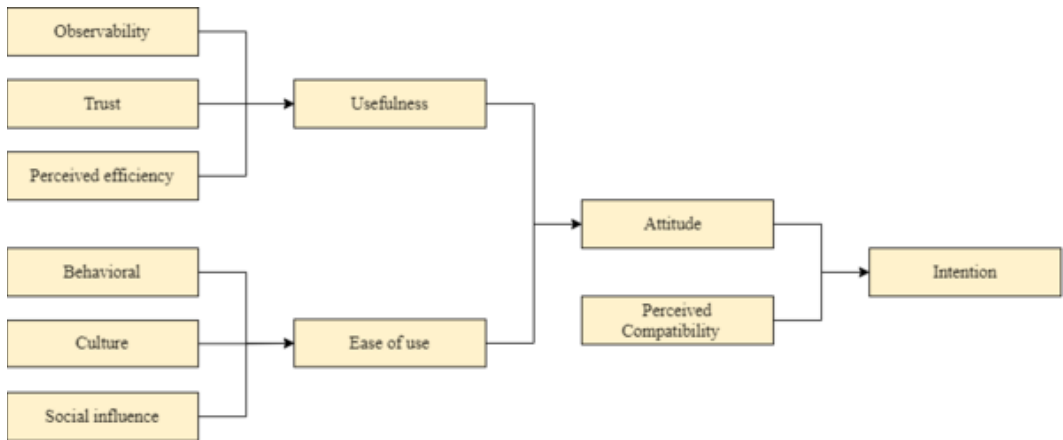 Observability
Trust
Usefulness
Perceived efficiency
Attitude
Behavioral
Intention
Perceived
Compatibility
Culture
Ease of use
Social influence